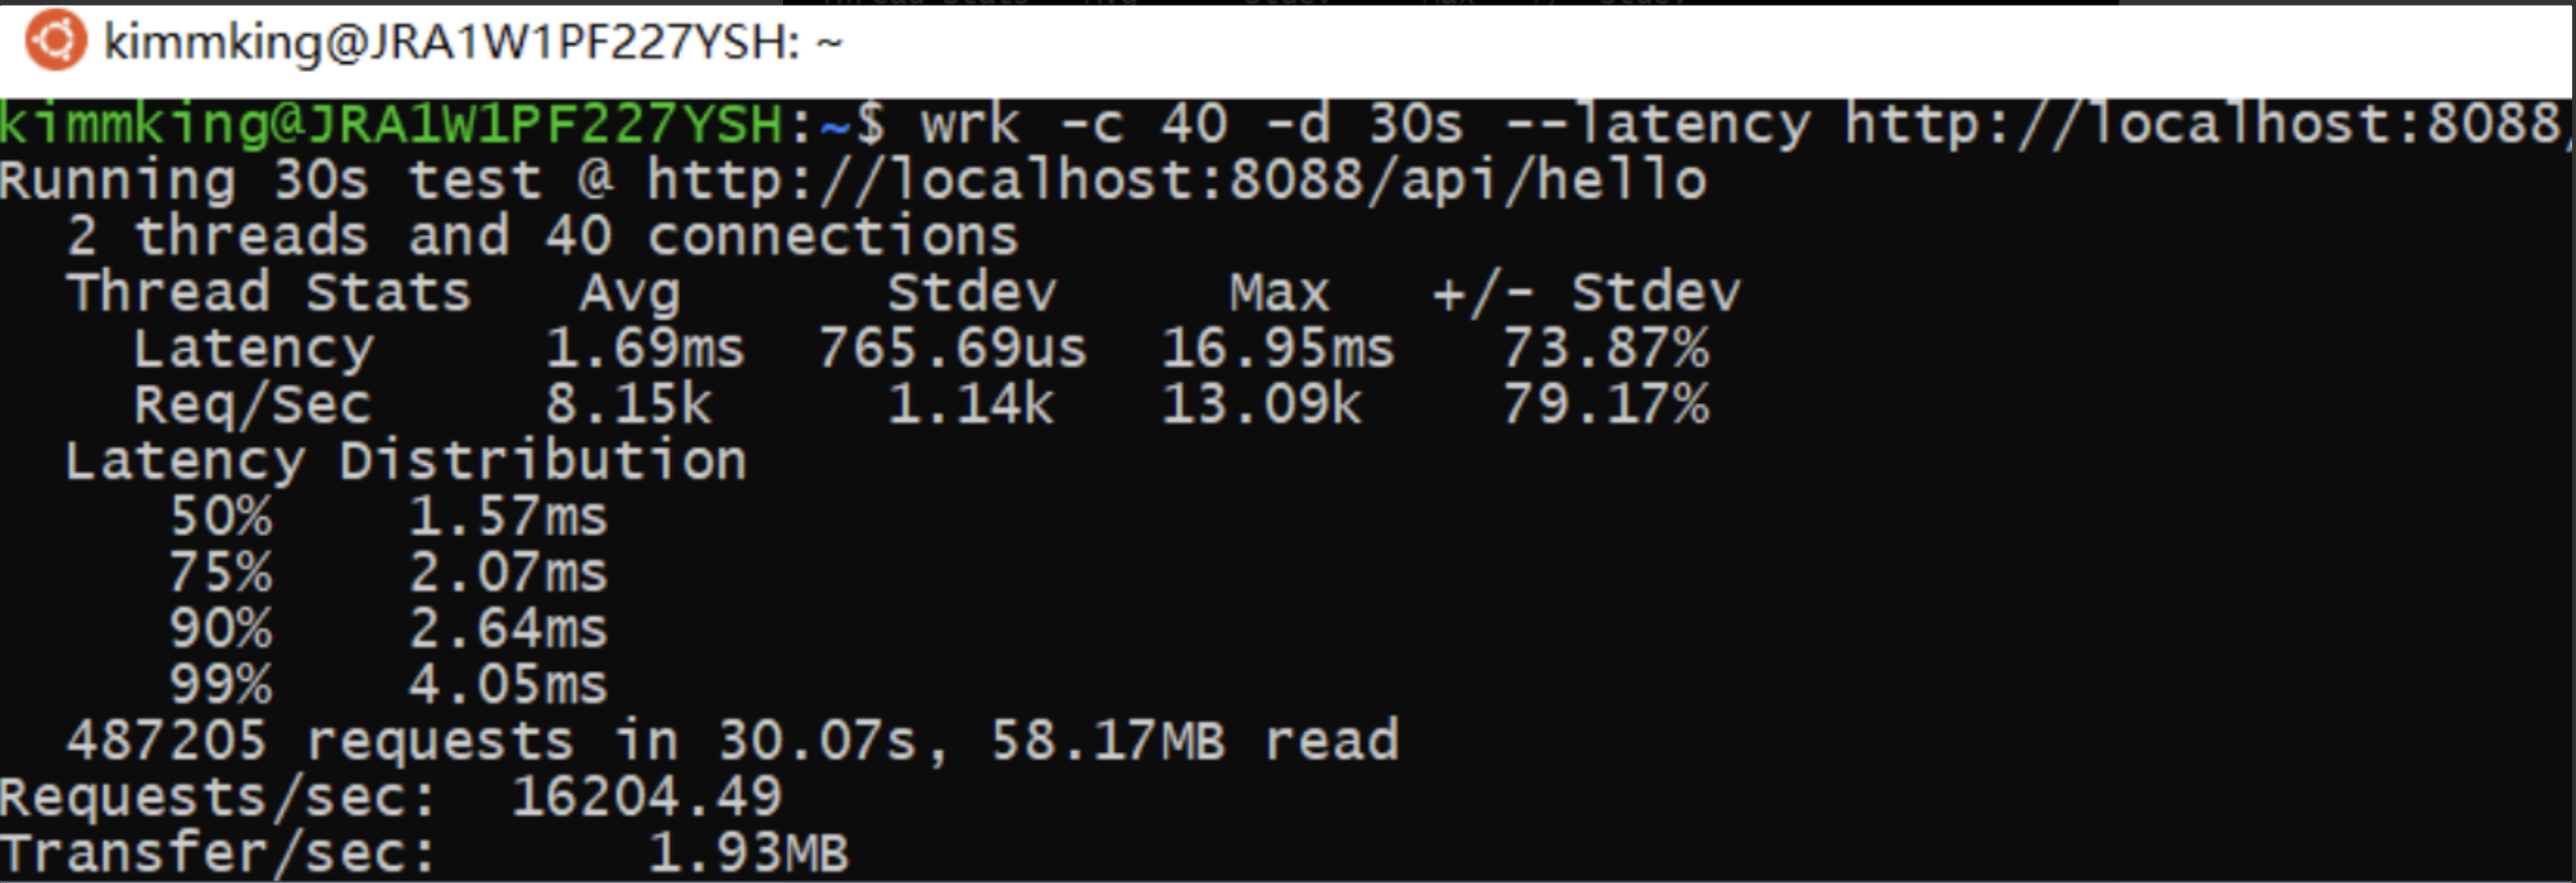 kimmking@JRA1W1PF227YSH: ~
kimmking@JRA1W1PF227YSH:~$ wrk -c 40 -d 30s --latency http://localhost:8088/
Running 30s test @ http://localhost:8088/api/hello
  2 threads and 40 connections
  Thread Stats   Avg      Stdev     Max   +/- Stdev
    Latency     1.69ms  765.69us  16.95ms   73.87%
    Req/Sec     8.15k     1.14k   13.09k    79.17%
  Latency Distribution
     50%    1.57ms
     75%    2.07ms
     90%    2.64ms
     99%    4.05ms
  487205 requests in 30.07s, 58.17MB read
Requests/sec:  16204.49
Transfer/sec:      1.93MB